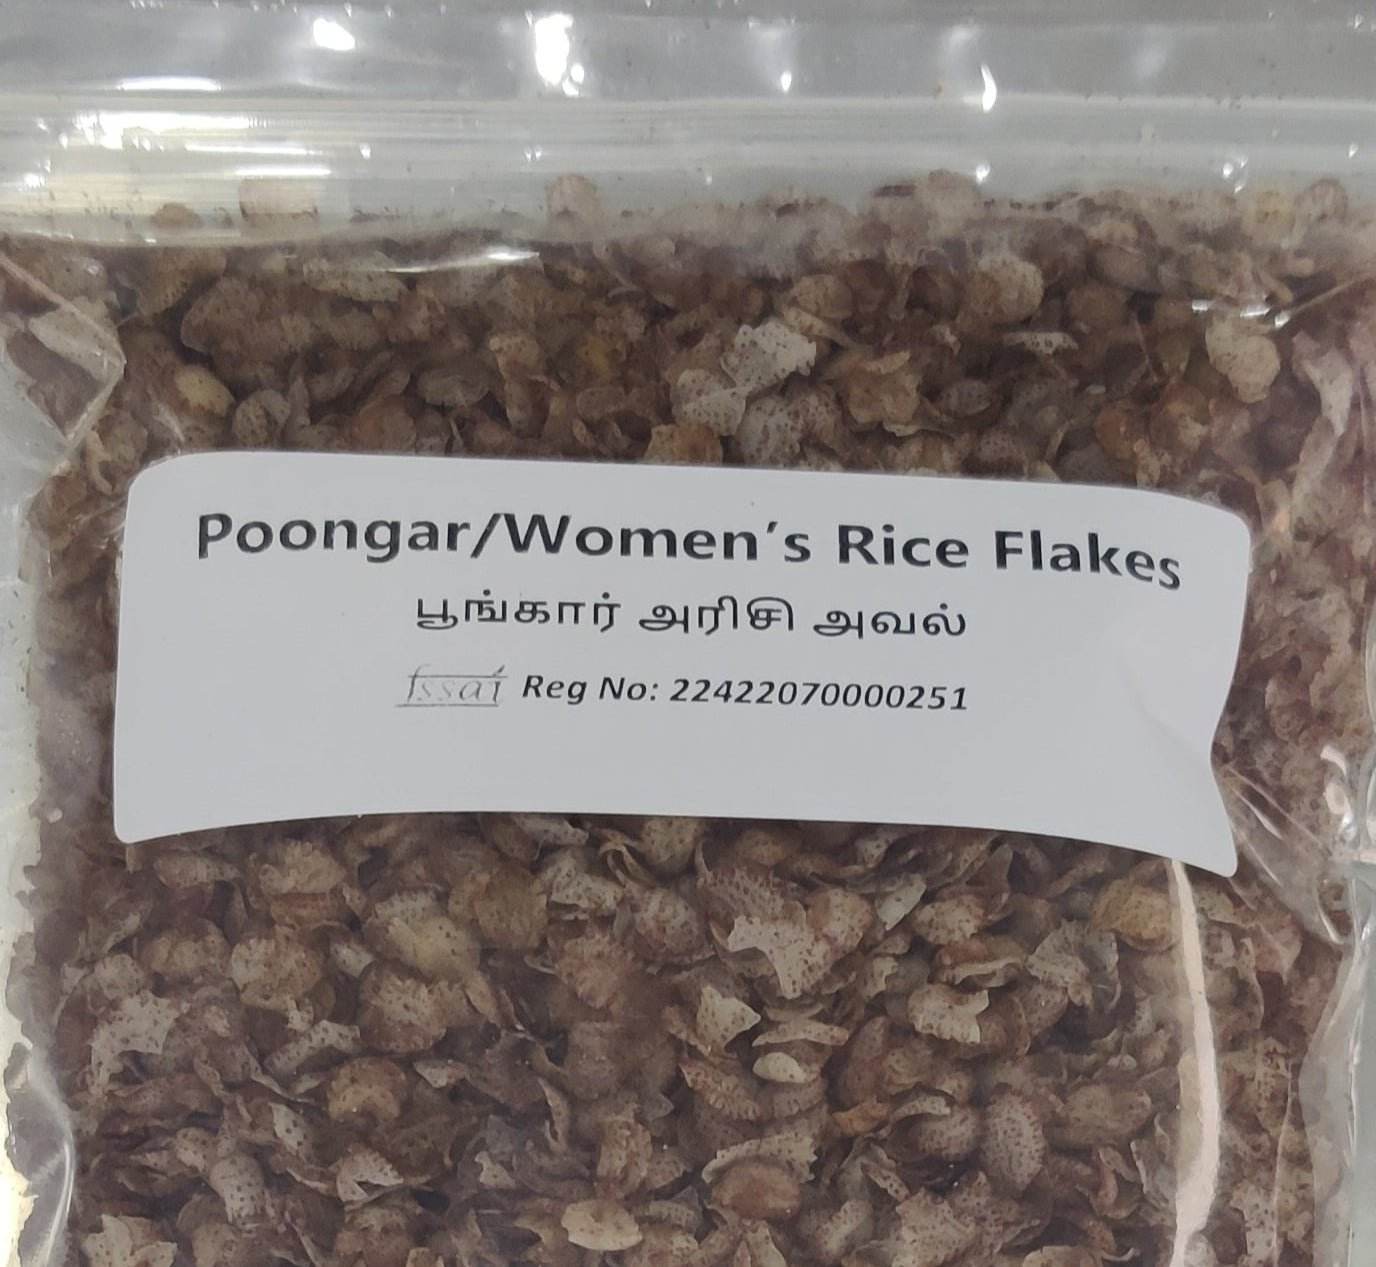 Poongar/Women's Rice Flakes
பூங்கார் அரிசி அவல்
fssai Reg No: 22422070000251